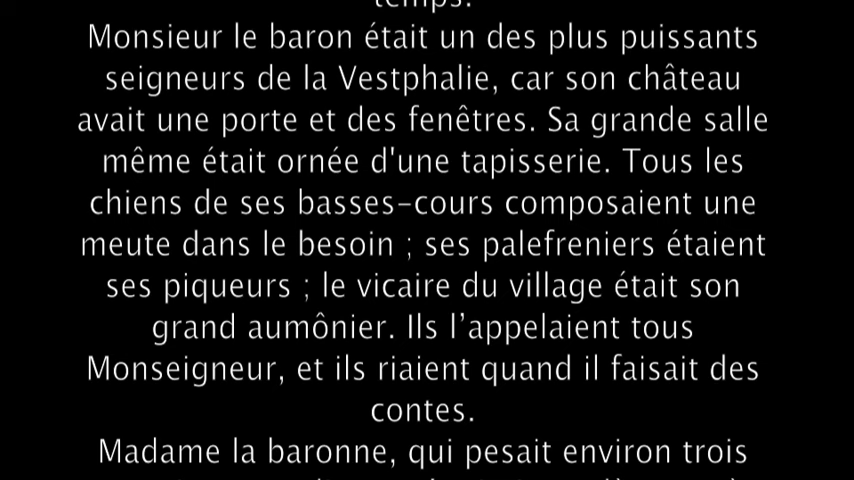 temps.
Monsieur le baron était un des plus puissants
seigneurs de la Vestphalie, car son château
avait une porte et des fenêtres. Sa grande salle
même était ornée d'une tapisserie. Tous les
chiens de ses basses-cours composaient une
meute dans le besoin ; ses palefreniers étaient
ses piqueurs ; le vicaire du village était son
grand aumônier. Ils l’appelaient tous
Monseigneur, et ils riaient quand il faisait des
contes.
Madame la baronne, qui pesait environ trois